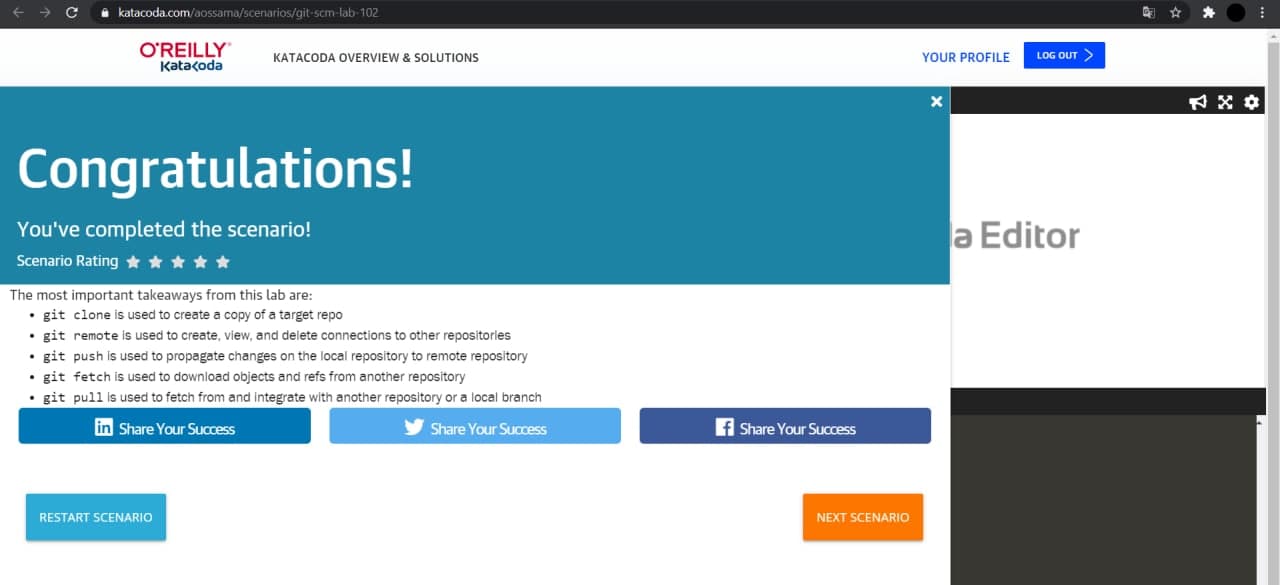 katacoda.com/aossama/scenarios/git-scm-lab-102
O'REILLY
Katacoda
KATACODA OVERVIEW & SOLUTIONS
YOUR PROFILE
LOG OUT
Congratulations!
You've completed the scenario!
Scenario Rating
a Editor
The most important takeaways from this lab are:
• git clone is used to create a copy of a target repo
• git remote is used to create, view, and delete connections to other repositories
• git push is used to propagate changes on the local repository to remote repository
• git fetch is used to download objects and refs from another repository
• git pull is used to fetch from and integrate with another repository or a local branch
Share Your Success
Share Your Success
Share Your Success
RESTART SCENARIO
NEXT SCENARIO